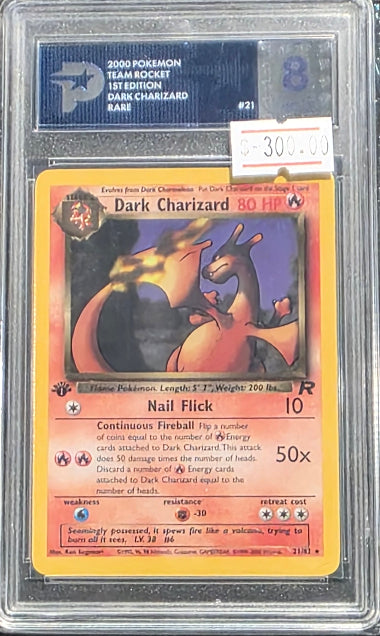 2000 POKEMON
TEAM ROCKET
1ST EDITION
DARK CHARIZARD
RARE
#21
8
$-300.00
Evolves from Dark Charmeleon Put Dark Charizard on the Stage 1 card
STAGE 2
Dark Charizard 80 HP
Flame Pokémon. Length: 5' 7", Weight: 200 lbs.
R
Nail Flick 10
Continuous Fireball Flip a number
of coins equal to the number of Energy
cards attached to Dark Charizard. This attack
does 50 damage times the number of heads.
Discard a number of Energy cards
attached to Dark Charizard equal to the
number of heads.
50x
weakness resistance retreat cost
-30
Seemingly possessed, it spews fire like a volcano, trying to
burn all it sees. LV. 38 #6
21/82